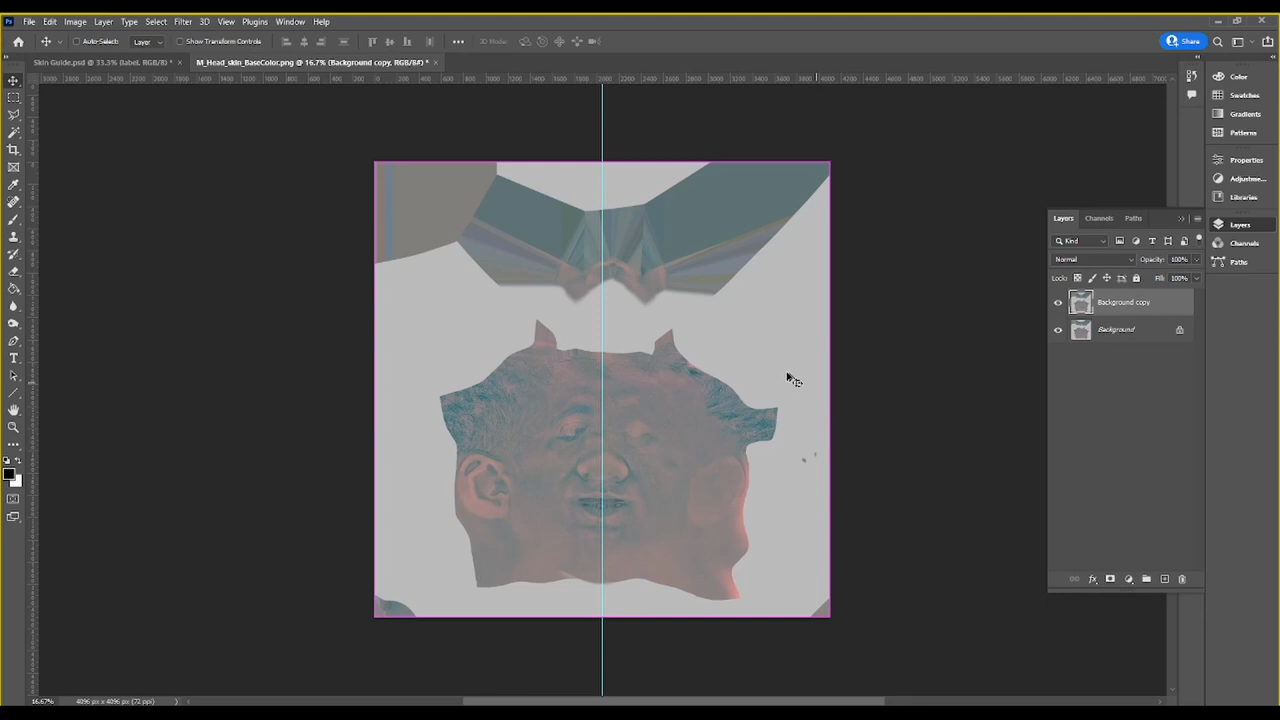 Ps File Edit Image Layer Type Select Filter 3D View Plugins Window Help
Auto-Select: Layer Show Transform Controls 3D Mode: Share
Skin Guide.psd @ 33.3% (label, RGB/8) * × M_Head_skin_BaseColor.png @ 16.7% (Background copy, RGB/8#) * ×
Color
Swatches
Gradients
Patterns
Properties
Adjustme...
Libraries
Layers
Channels
Paths
Layers Channels Paths
Kind
Normal Opacity: 100%
Lock: Fill: 100%
Background copy
Background
16.67% 4096 px x 4096 px (72 ppi)